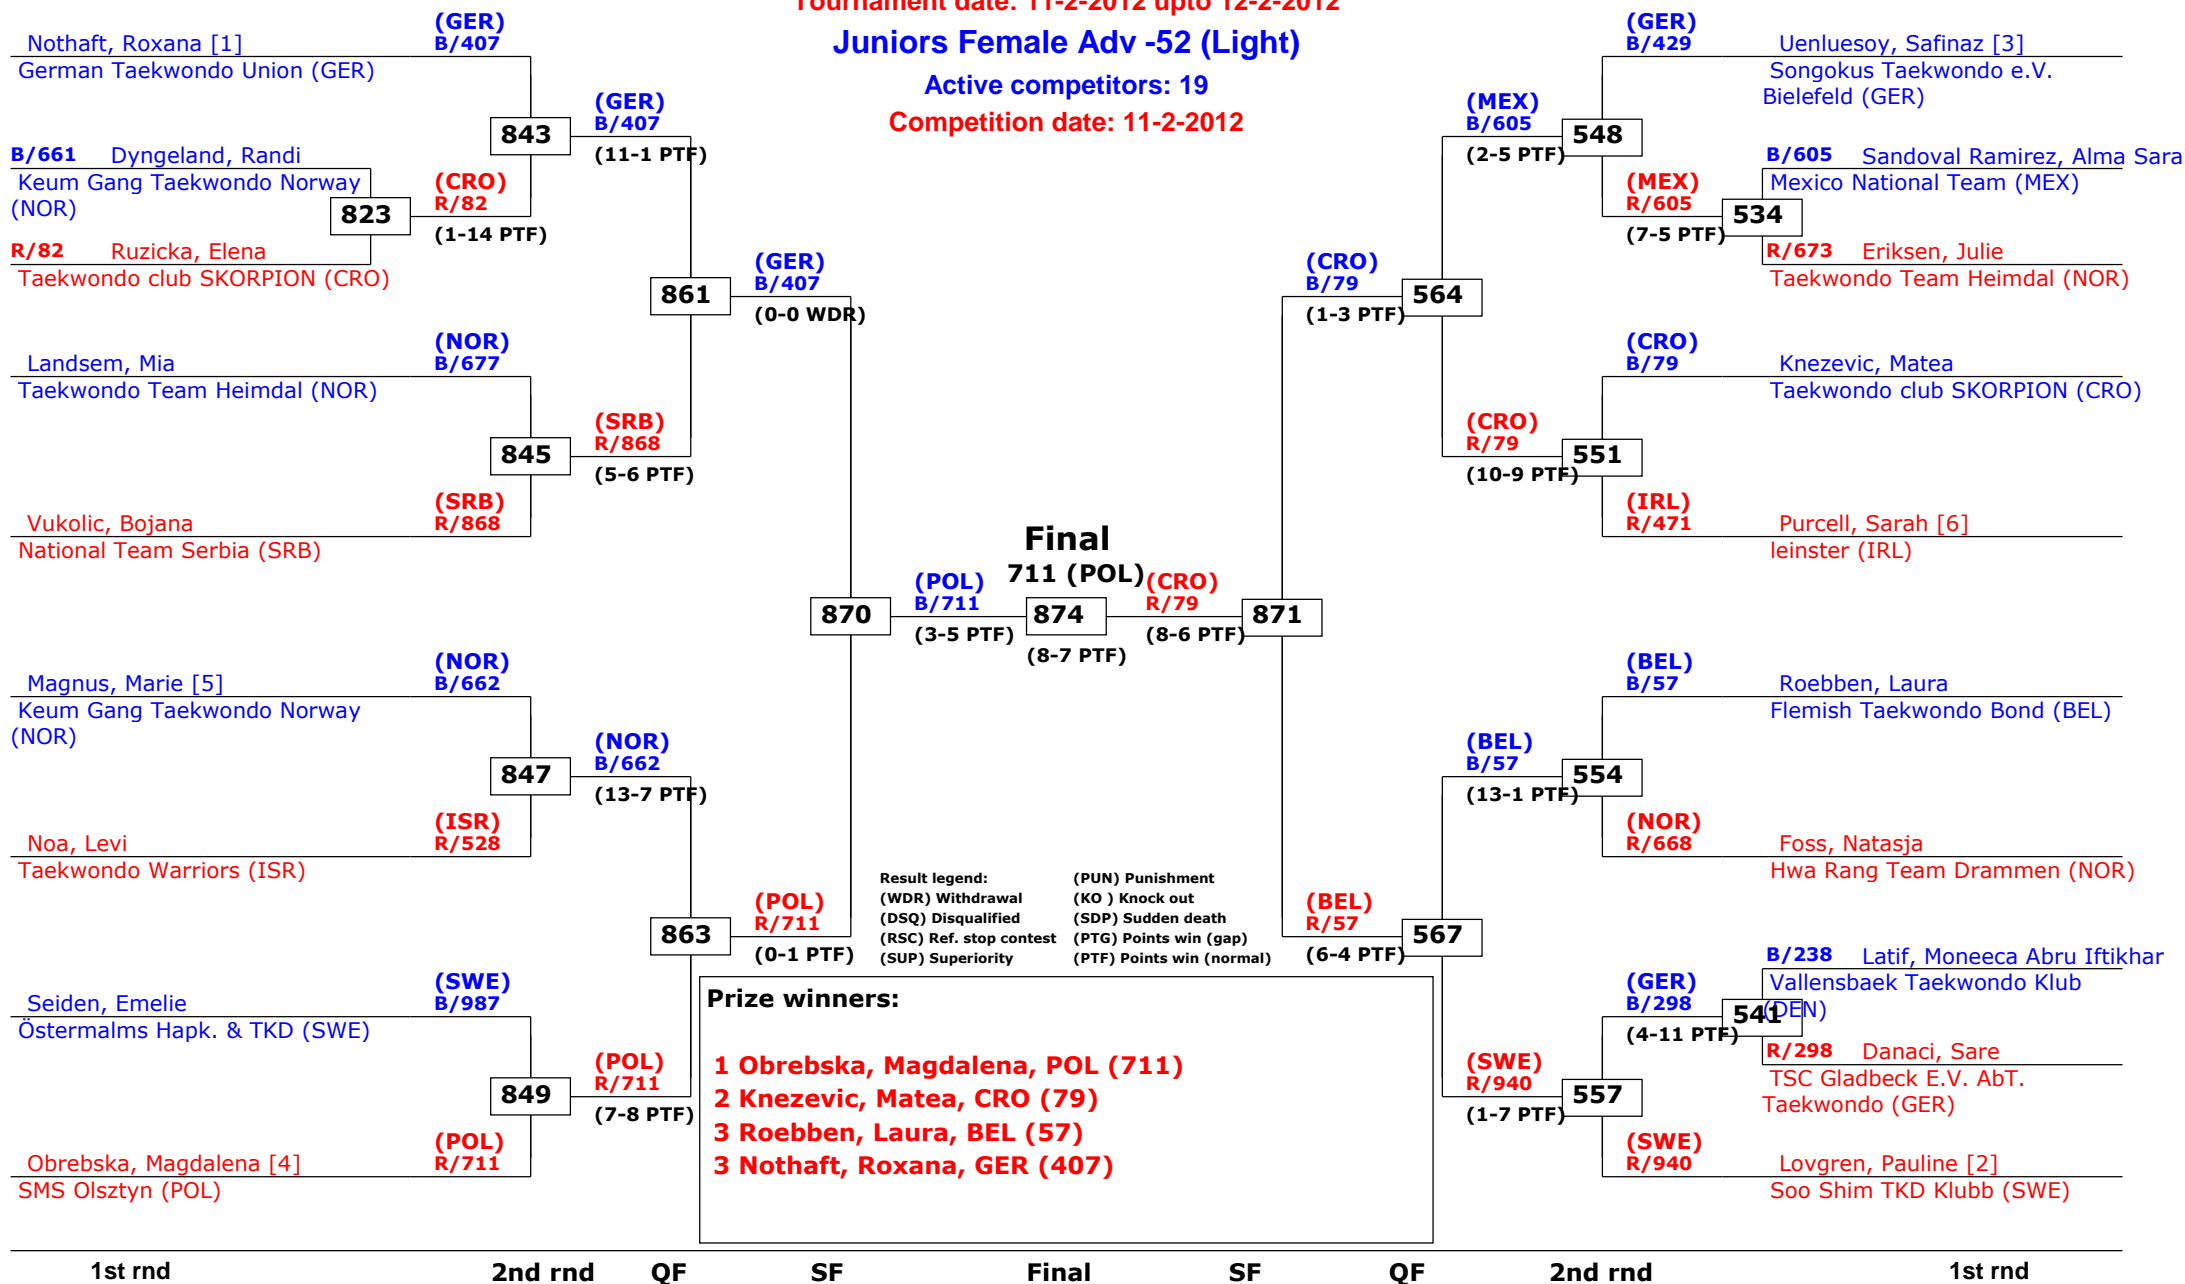 Tournament date: 11-2-2012 upto 12-2-2012
Juniors Female Adv -52 (Light)
Active competitors: 19
Competition date: 11-2-2012
Nothaft, Roxana [1]
German Taekwondo Union (GER)
(GER)
B/407
B/661 Dyngeland, Randi
Keum Gang Taekwondo Norway
(NOR)
823
R/82 Ruzicka, Elena
Taekwondo club SKORPION (CRO)
(CRO)
R/82
(1-14 PTF)
843
(GER)
B/407
(11-1 PTF)
Landsem, Mia
Taekwondo Team Heimdal (NOR)
(NOR)
B/677
845
Vukolic, Bojana
National Team Serbia (SRB)
(SRB)
R/868
(SRB)
R/868
(5-6 PTF)
861
(GER)
B/407
(0-0 WDR)
Magnus, Marie [5]
Keum Gang Taekwondo Norway
(NOR)
(NOR)
B/662
847
Noa, Levi
Taekwondo Warriors (ISR)
(ISR)
R/528
(NOR)
B/662
(13-7 PTF)
Seiden, Emelie
Östermalms Hapk. & TKD (SWE)
(SWE)
B/987
849
Obrebska, Magdalena [4]
SMS Olsztyn (POL)
(POL)
R/711
(POL)
R/711
(7-8 PTF)
863
(POL)
R/711
(0-1 PTF)
870
(POL)
B/711
(3-5 PTF)
Final
711 (POL)
874
(8-7 PTF)
(CRO)
R/79
(8-6 PTF)
871
(CRO)
B/79
(1-3 PTF)
564
(MEX)
B/605
(2-5 PTF)
548
(GER)
B/429
Uenluesoy, Safinaz [3]
Songokus Taekwondo e.V.
Bielefeld (GER)
(MEX)
R/605
(7-5 PTF)
534
B/605 Sandoval Ramirez, Alma Sara
Mexico National Team (MEX)
R/673 Eriksen, Julie
Taekwondo Team Heimdal (NOR)
(CRO)
R/79
(10-9 PTF)
551
(CRO)
B/79
Knezevic, Matea
Taekwondo club SKORPION (CRO)
(IRL)
R/471
Purcell, Sarah [6]
leinster (IRL)
(BEL)
R/57
(6-4 PTF)
567
(BEL)
B/57
(13-1 PTF)
554
(BEL)
B/57
Roebben, Laura
Flemish Taekwondo Bond (BEL)
(NOR)
R/668
Foss, Natasja
Hwa Rang Team Drammen (NOR)
(SWE)
R/940
(1-7 PTF)
557
(GER)
B/298
(4-11 PTF)
541
B/238 Latif, Moneeca Abru Iftikhar
Vallensbaek Taekwondo Klub
(DEN)
R/298 Danaci, Sare
TSC Gladbeck E.V. AbT.
Taekwondo (GER)
(SWE)
R/940
Lovgren, Pauline [2]
Soo Shim TKD Klubb (SWE)
Result legend: (PUN) Punishment
(WDR) Withdrawal (KO ) Knock out
(DSQ) Disqualified (SDP) Sudden death
(RSC) Ref. stop contest (PTG) Points win (gap)
(SUP) Superiority (PTF) Points win (normal)
Prize winners:
1 Obrebska, Magdalena, POL (711)
2 Knezevic, Matea, CRO (79)
3 Roebben, Laura, BEL (57)
3 Nothaft, Roxana, GER (407)
1st rnd 2nd rnd QF SF Final SF QF 2nd rnd 1st rnd